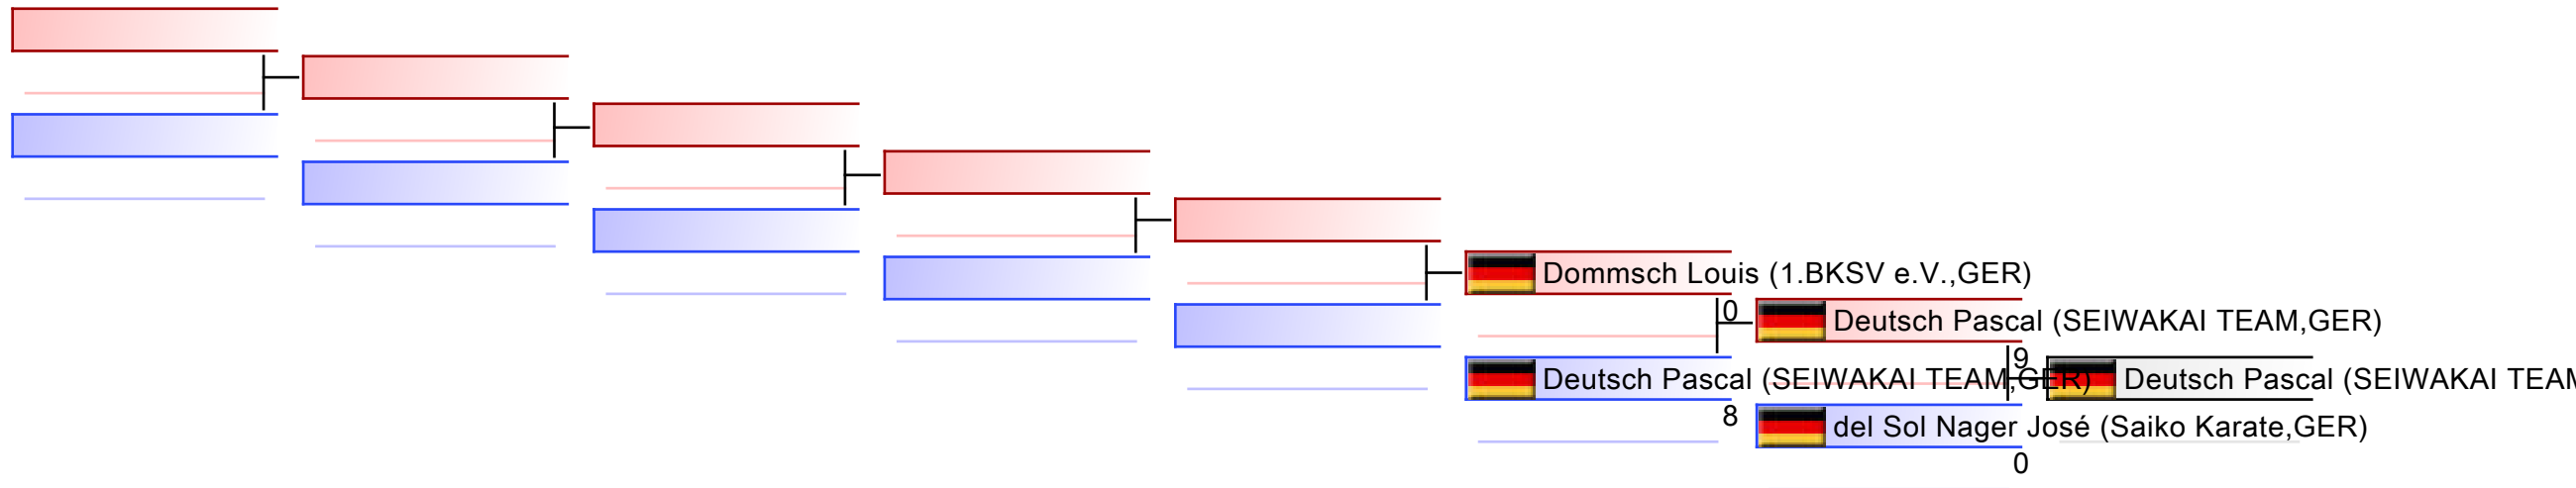 Dommsch Louis (1.BKSV e.V.,GER)
0
Deutsch Pascal (SEIWAKAI TEAM,GER)
Deutsch Pascal (SEIWAKAI TEAM,GER)
8
9
del Sol Nager José (Saiko Karate,GER)
0
Deutsch Pascal (SEIWAKAI TEAM